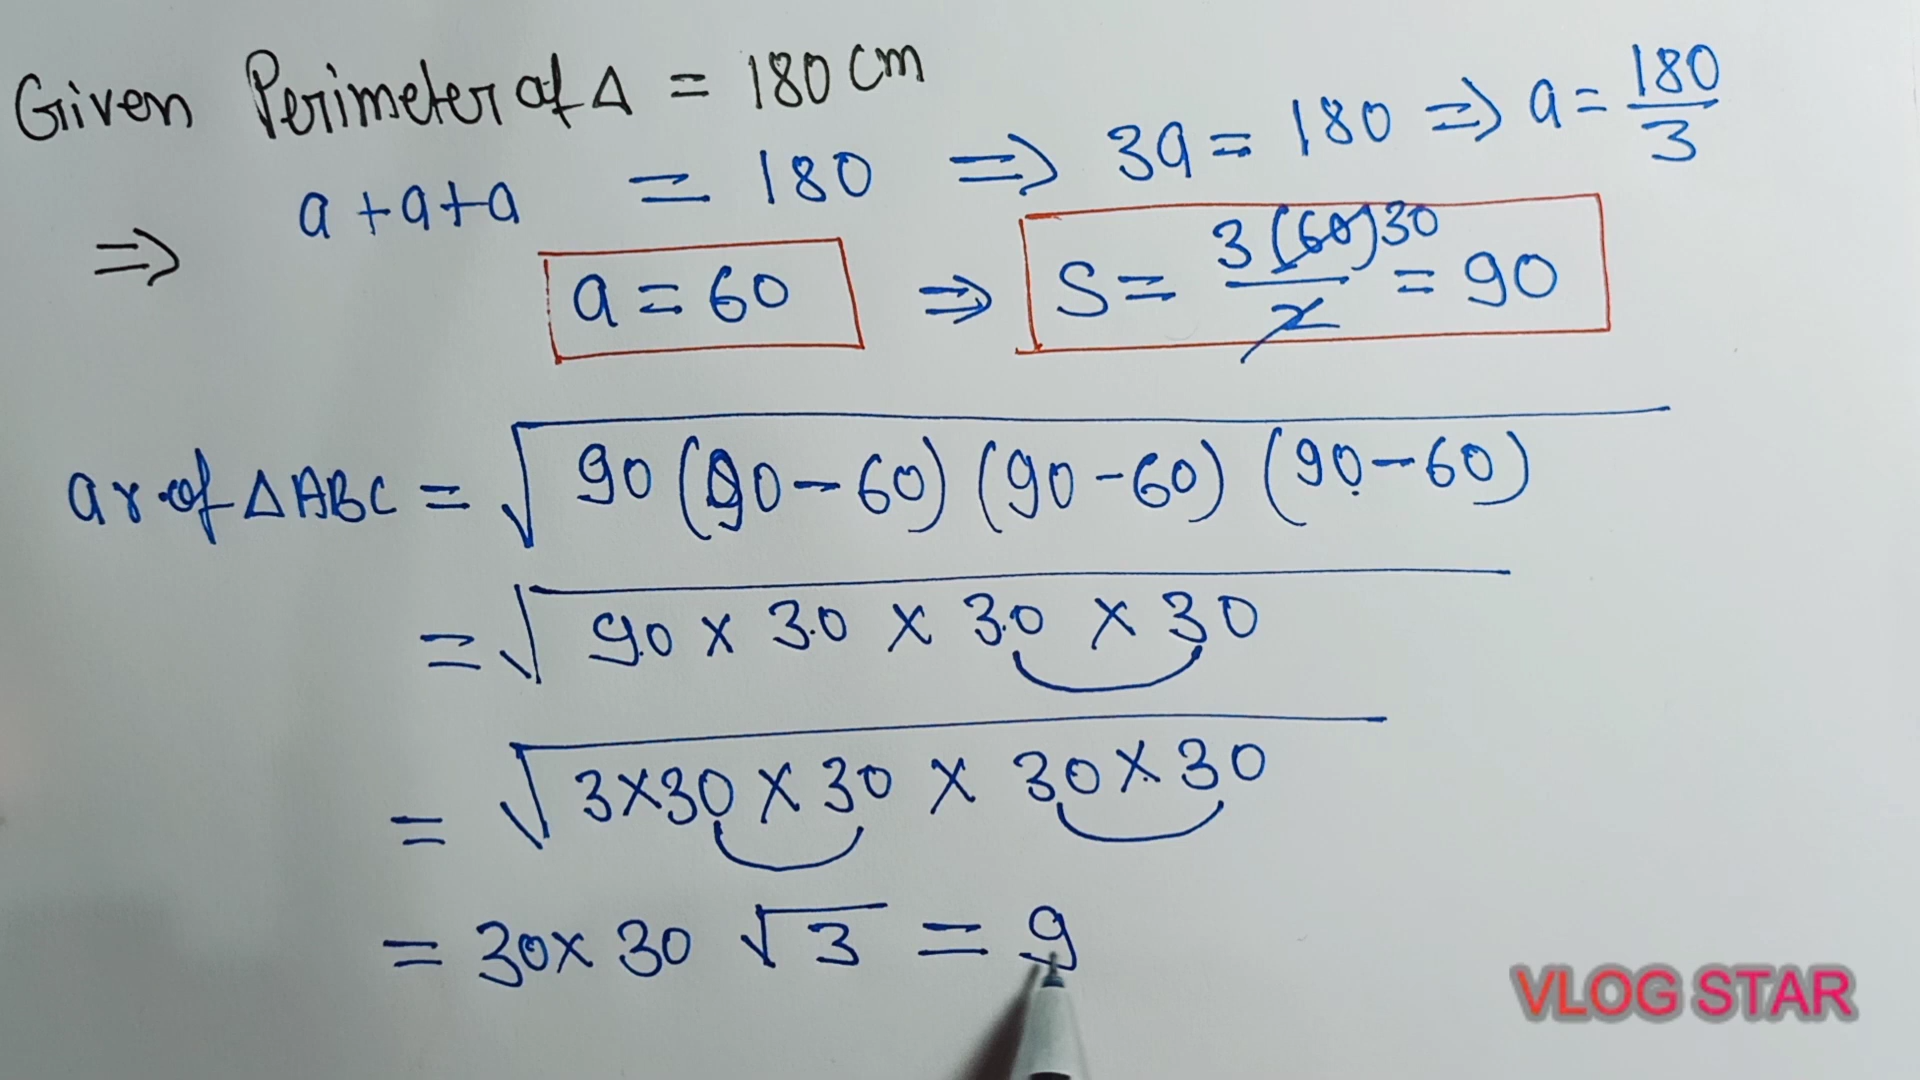 Given Perimeter of Δ = 180 cm
⇒ a + a + a = 180 ⇒ 3a = 180 ⇒ a = 180/3
a = 60 ⇒ S = 3(60)30/2 = 90
ar of ΔABC = √90(90-60)(90-60)(90-60)
= √90 × 30 × 30 × 30
= √3×30 × 30 × 30 × 30
= 30 × 30 √3 = 9
VLOG STAR